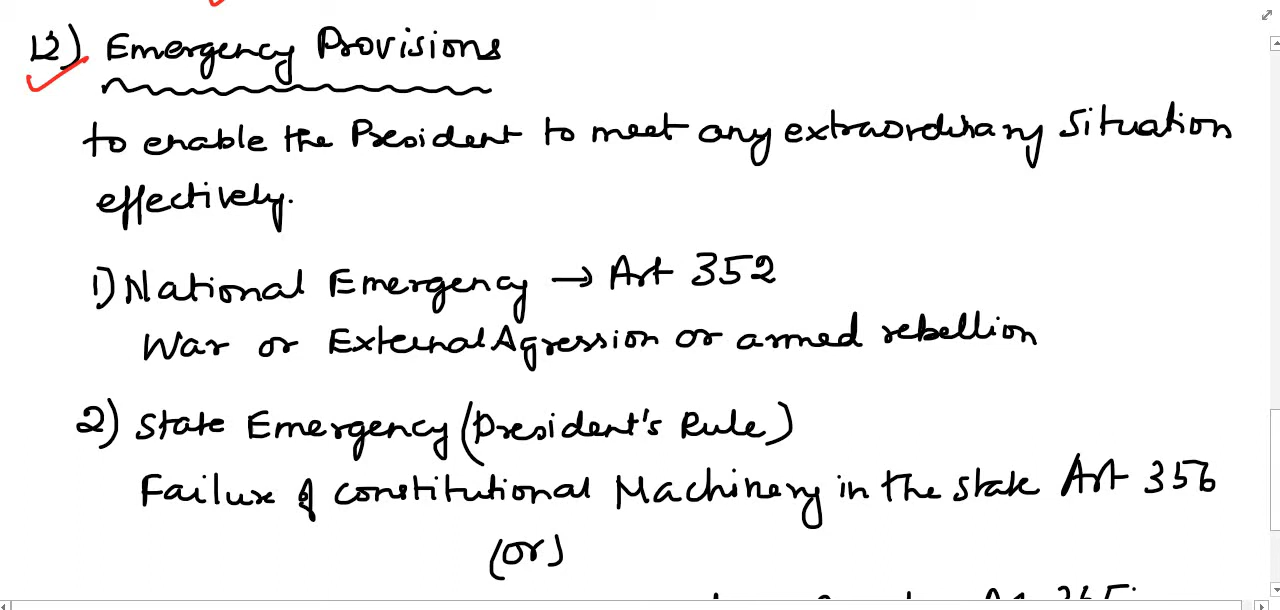 12) Emergency Provisions
to enable the President to meet any extraordinary situation
effectively.
1) National Emergency → Art 352
War or External Agression or armed rebellion
2) State Emergency (President's Rule)
Failure of constitutional Machinery in the state Art 356
(or)